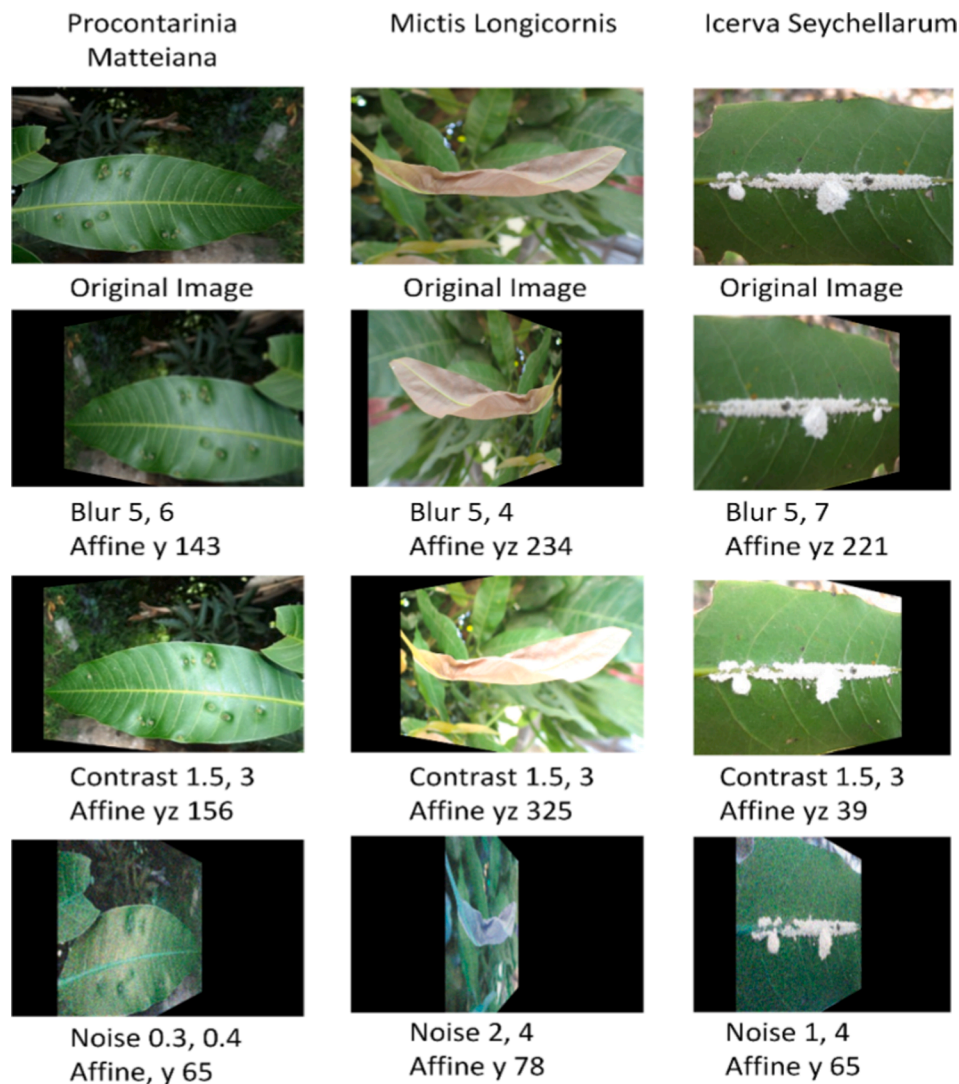 Procontarinia
Matteiana
Mictis Longicornis
Icerva Seychellarum
Original Image
Original Image
Original Image
Blur 5, 6
Affine y 143
Blur 5, 4
Affine yz 234
Blur 5, 7
Affine yz 221
Contrast 1.5, 3
Affine yz 156
Contrast 1.5, 3
Affine yz 325
Contrast 1.5, 3
Affine yz 39
Noise 0.3, 0.4
Affine, y 65
Noise 2, 4
Affine y 78
Noise 1, 4
Affine y 65